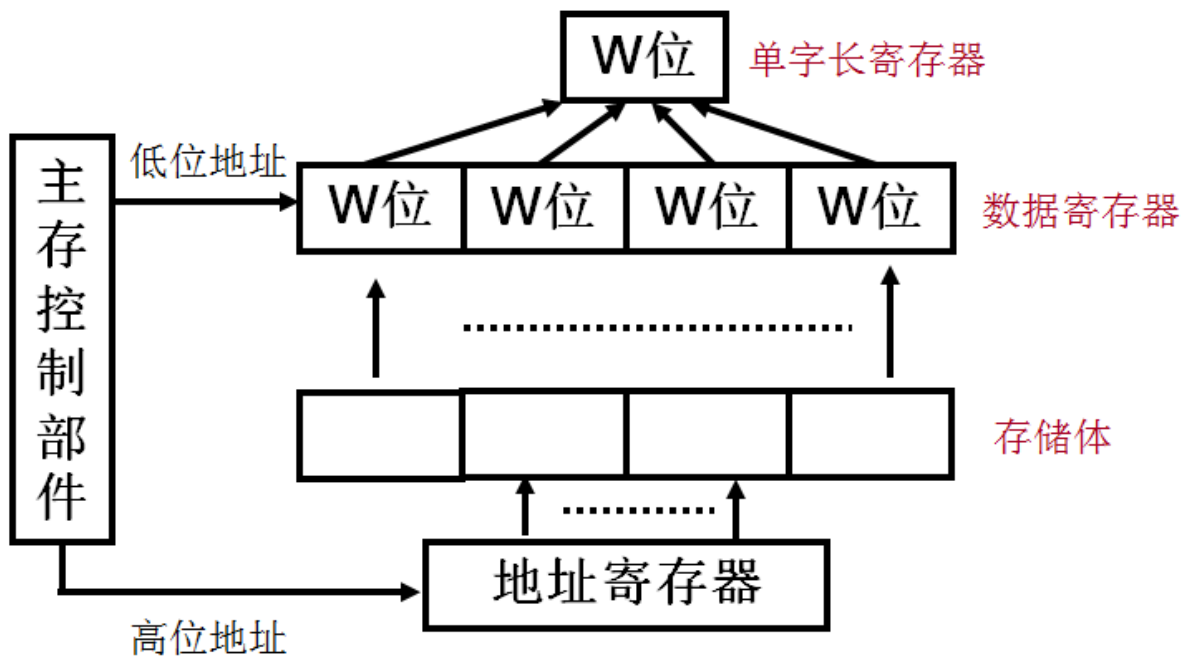 W位
单字长寄存器
主存控制部件
低位地址
W位
W位
W位
W位
数据寄存器
存储体
地址寄存器
高位地址